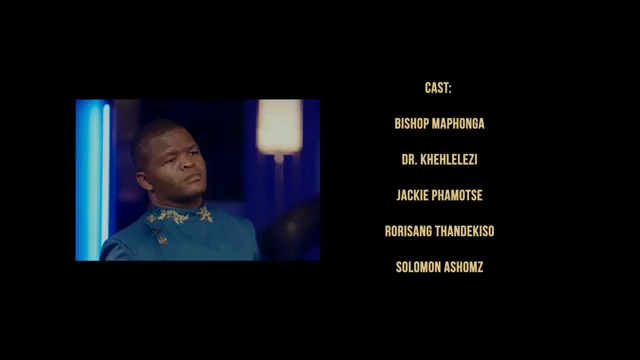 CAST:
BISHOP MAPHONGA
DR. KHEHLELEZI
JACKIE PHAMOTSE
RORISANG THANDEKISO
SOLOMON ASHOMZ